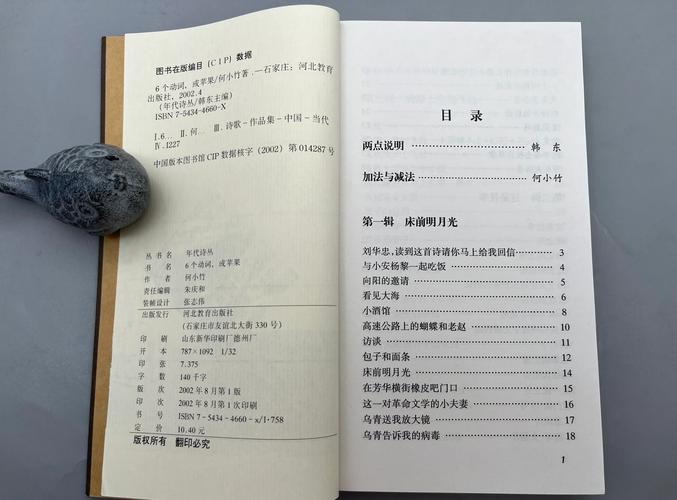 图书在版编目（CIP）数据
6个动词，或苹果/何小竹著．—石家庄：河北教育
出版社，2002.4
（年代诗丛/韩东主编）
ISBN 7-5434-4660-X
Ⅰ.6… Ⅱ.何… Ⅲ.诗歌-作品集-中国-当代
Ⅳ.I227
中国版本图书馆CIP数据核字（2002）第014287号
丛 书 名 年代诗丛
书 名 6个动词，或苹果
作 者 何小竹
责任编辑 朱庆和
装帧设计 张志伟
出版发行 河北教育出版社
（石家庄市友谊北大街330号）
印 刷 山东新华印刷厂德州厂
开 本 787×1092 1/32
印 张 7.375
字 数 140千字
版 次 2002年8月第1版
印 次 2002年8月第1次印刷
书 号 ISBN 7-5434-4660-x/I·758
定 价 10.40元
版权所有 翻印必究
目 录
两点说明 韩 东
加法与减法 何小竹
第一辑 床前明月光
刘华忠，读到这首诗请你马上给我回信 3
与小安杨黎一起吃饭 4
向阳的邀请 5
看见大海 6
小酒馆 8
高速公路上的蝴蝶和老赵 10
访谈 11
包子和面条 12
床前明月光 14
在芳华横街橡皮吧门口 15
这一对革命文学的小夫妻 16
乌青送我放大镜 17
乌青告诉我的病毒 18
1